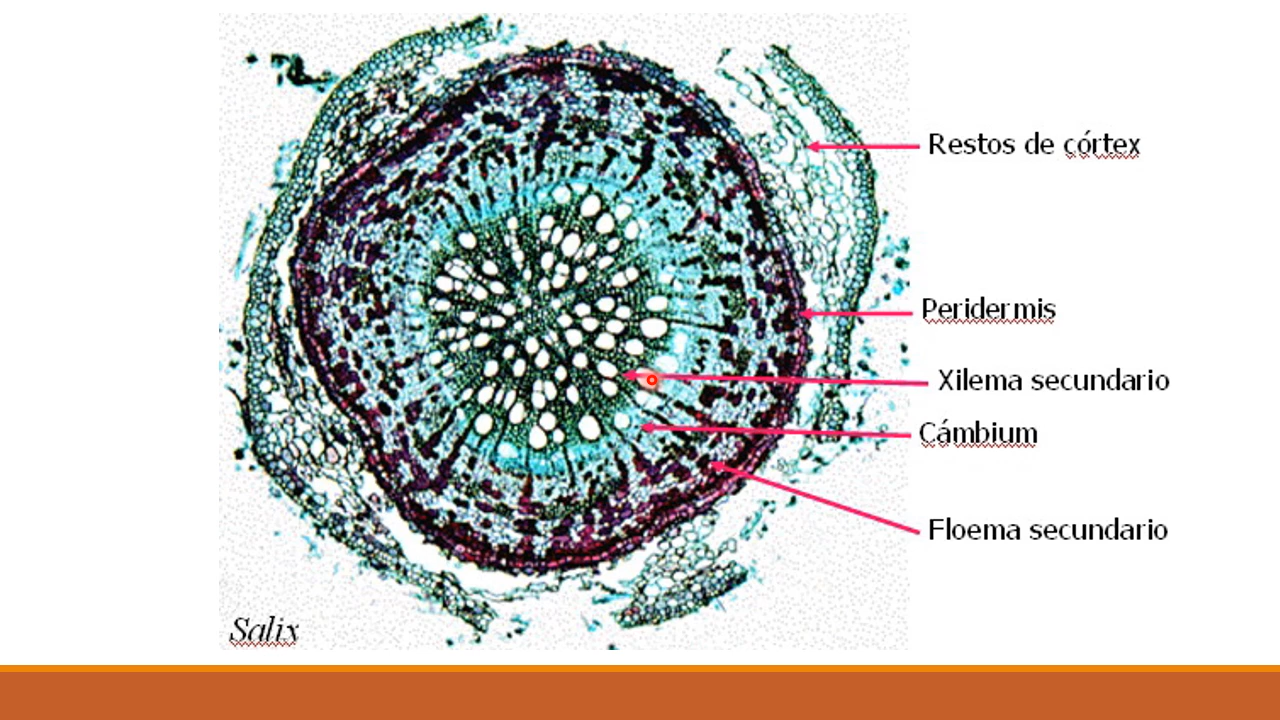 Restos de córtex
Peridermis
Xilema secundario
Cámbium
Floema secundario
Salix